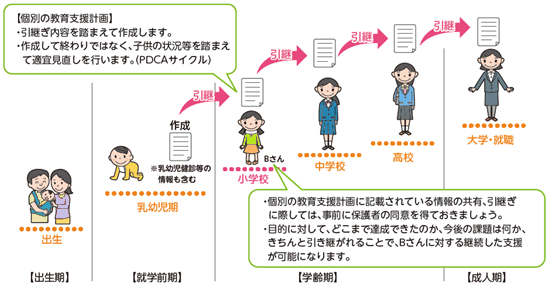 【個別の教育支援計画】
・引継ぎ内容を踏まえて作成します。
・作成して終わりではなく、子供の状況等を踏まえ
て適宜見直しを行います。(PDCAサイクル)
引継
引継
引継
引継
作成
※乳幼児健診等の
情報も含む
Bさん
出生
乳幼児期
小学校
中学校
高校
大学・就職
・個別の教育支援計画に記載されている情報の共有、引継ぎ
に際しては、事前に保護者の同意を得ておきましょう。
・目的に対して、どこまで達成できたのか、今後の課題は何か、
きちんと引き継がれることで、Bさんに対する継続した支援
が可能になります。
【出生期】
【就学前期】
【学齢期】
【成人期】